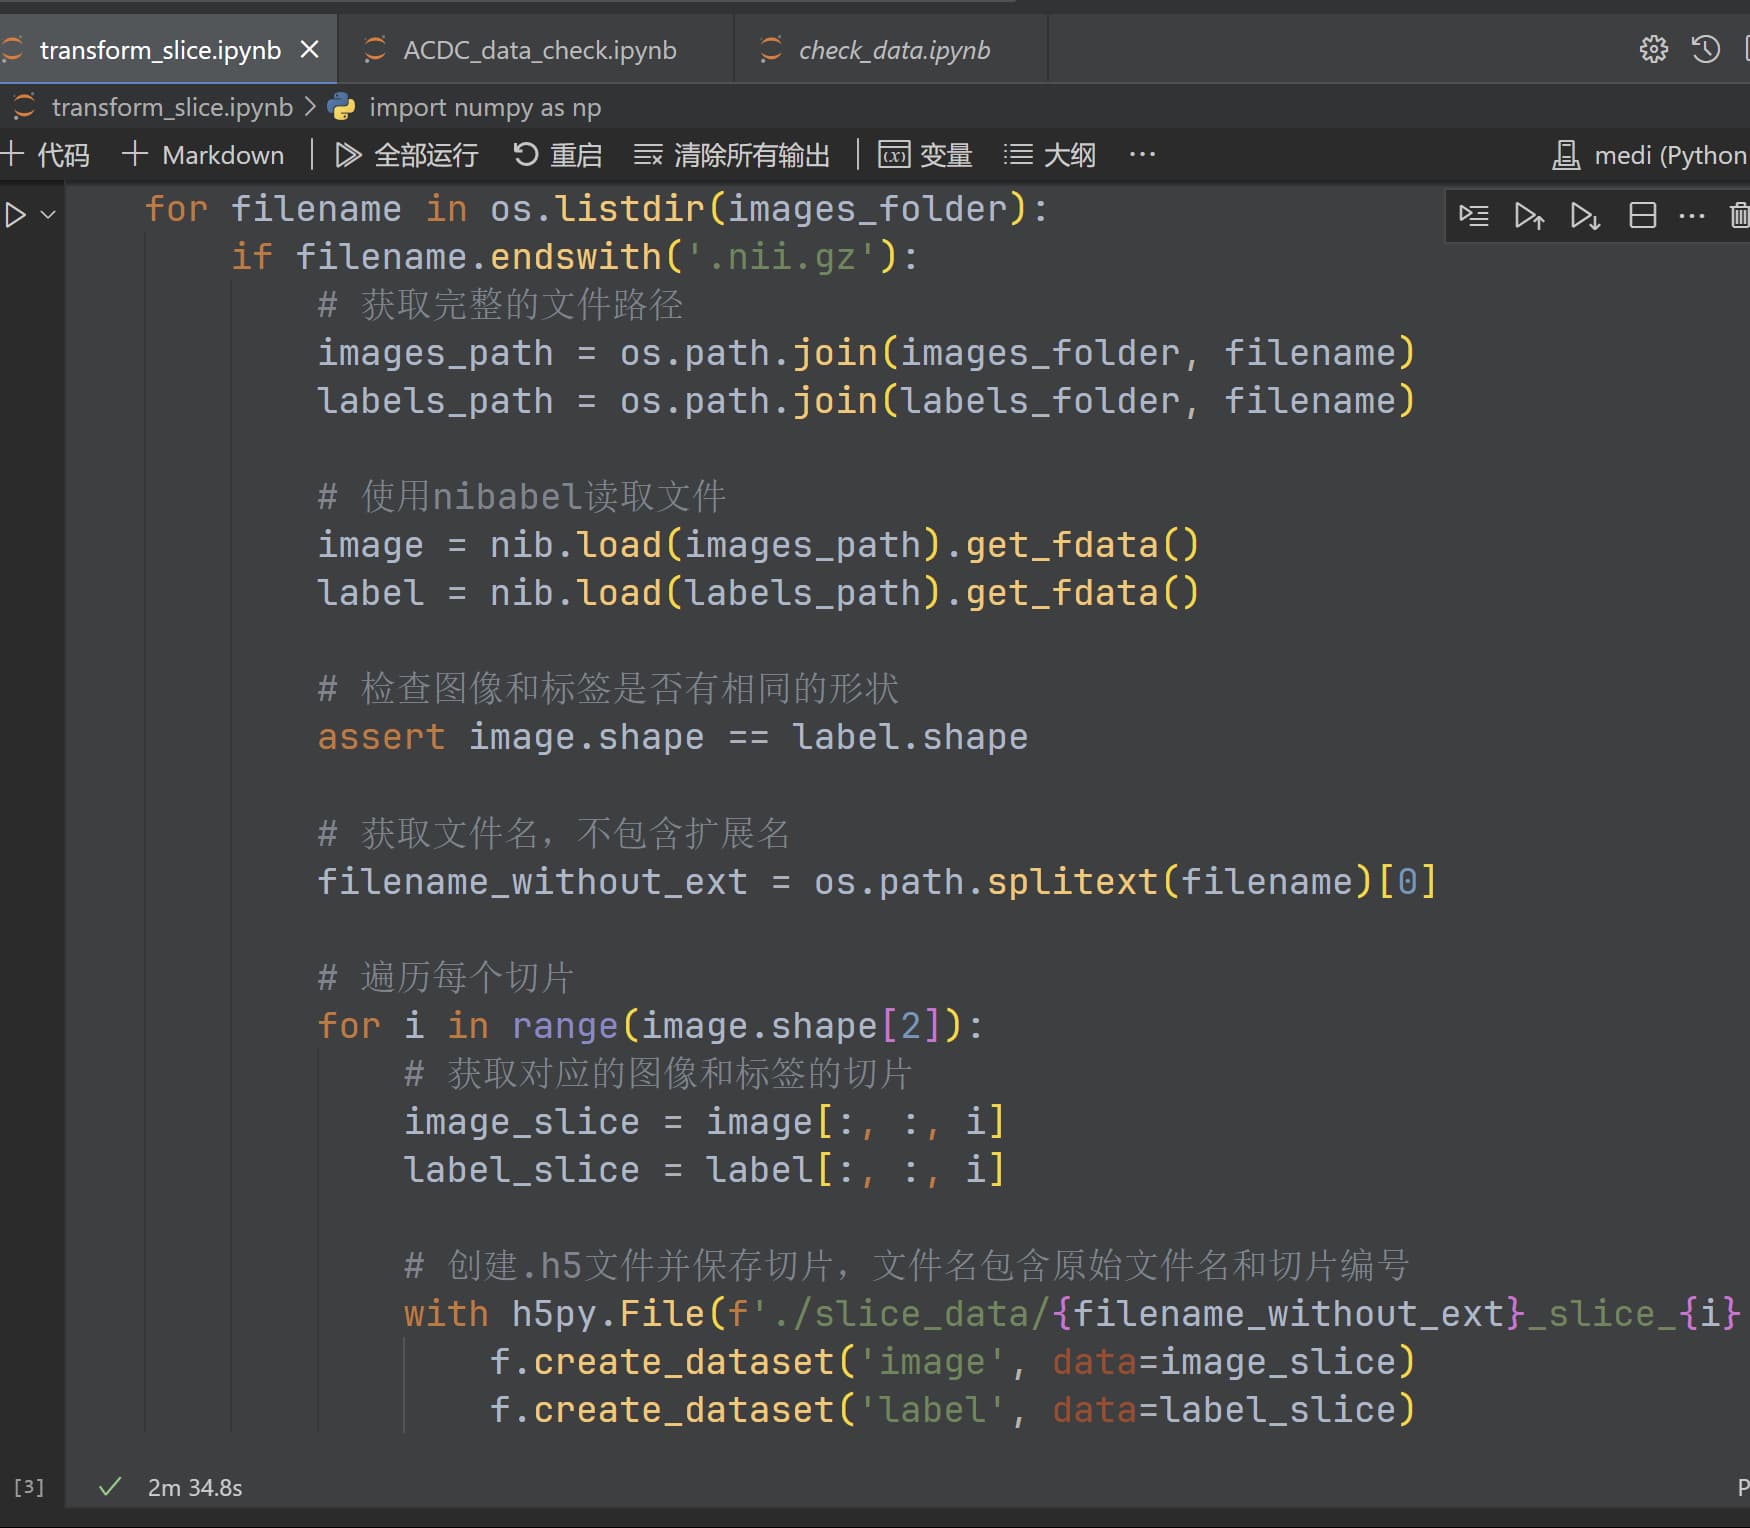 transform_slice.ipynb ACDC_data_check.ipynb check_data.ipynb
transform_slice.ipynb > import numpy as np
代码 Markdown 全部运行 重启 清除所有输出 变量 大纲 ... medi (Python
for filename in os.listdir(images_folder):
if filename.endswith('.nii.gz'):
# 获取完整的文件路径
images_path = os.path.join(images_folder, filename)
labels_path = os.path.join(labels_folder, filename)
# 使用nibabel读取文件
image = nib.load(images_path).get_fdata()
label = nib.load(labels_path).get_fdata()
# 检查图像和标签是否有相同的形状
assert image.shape == label.shape
# 获取文件名，不包含扩展名
filename_without_ext = os.path.splitext(filename)[0]
# 遍历每个切片
for i in range(image.shape[2]):
# 获取对应的图像和标签的切片
image_slice = image[:, :, i]
label_slice = label[:, :, i]
# 创建.h5文件并保存切片，文件名包含原始文件名和切片编号
with h5py.File(f'./slice_data/{filename_without_ext}_slice_{i}
f.create_dataset('image', data=image_slice)
f.create_dataset('label', data=label_slice)
[3] 2m 34.8s P